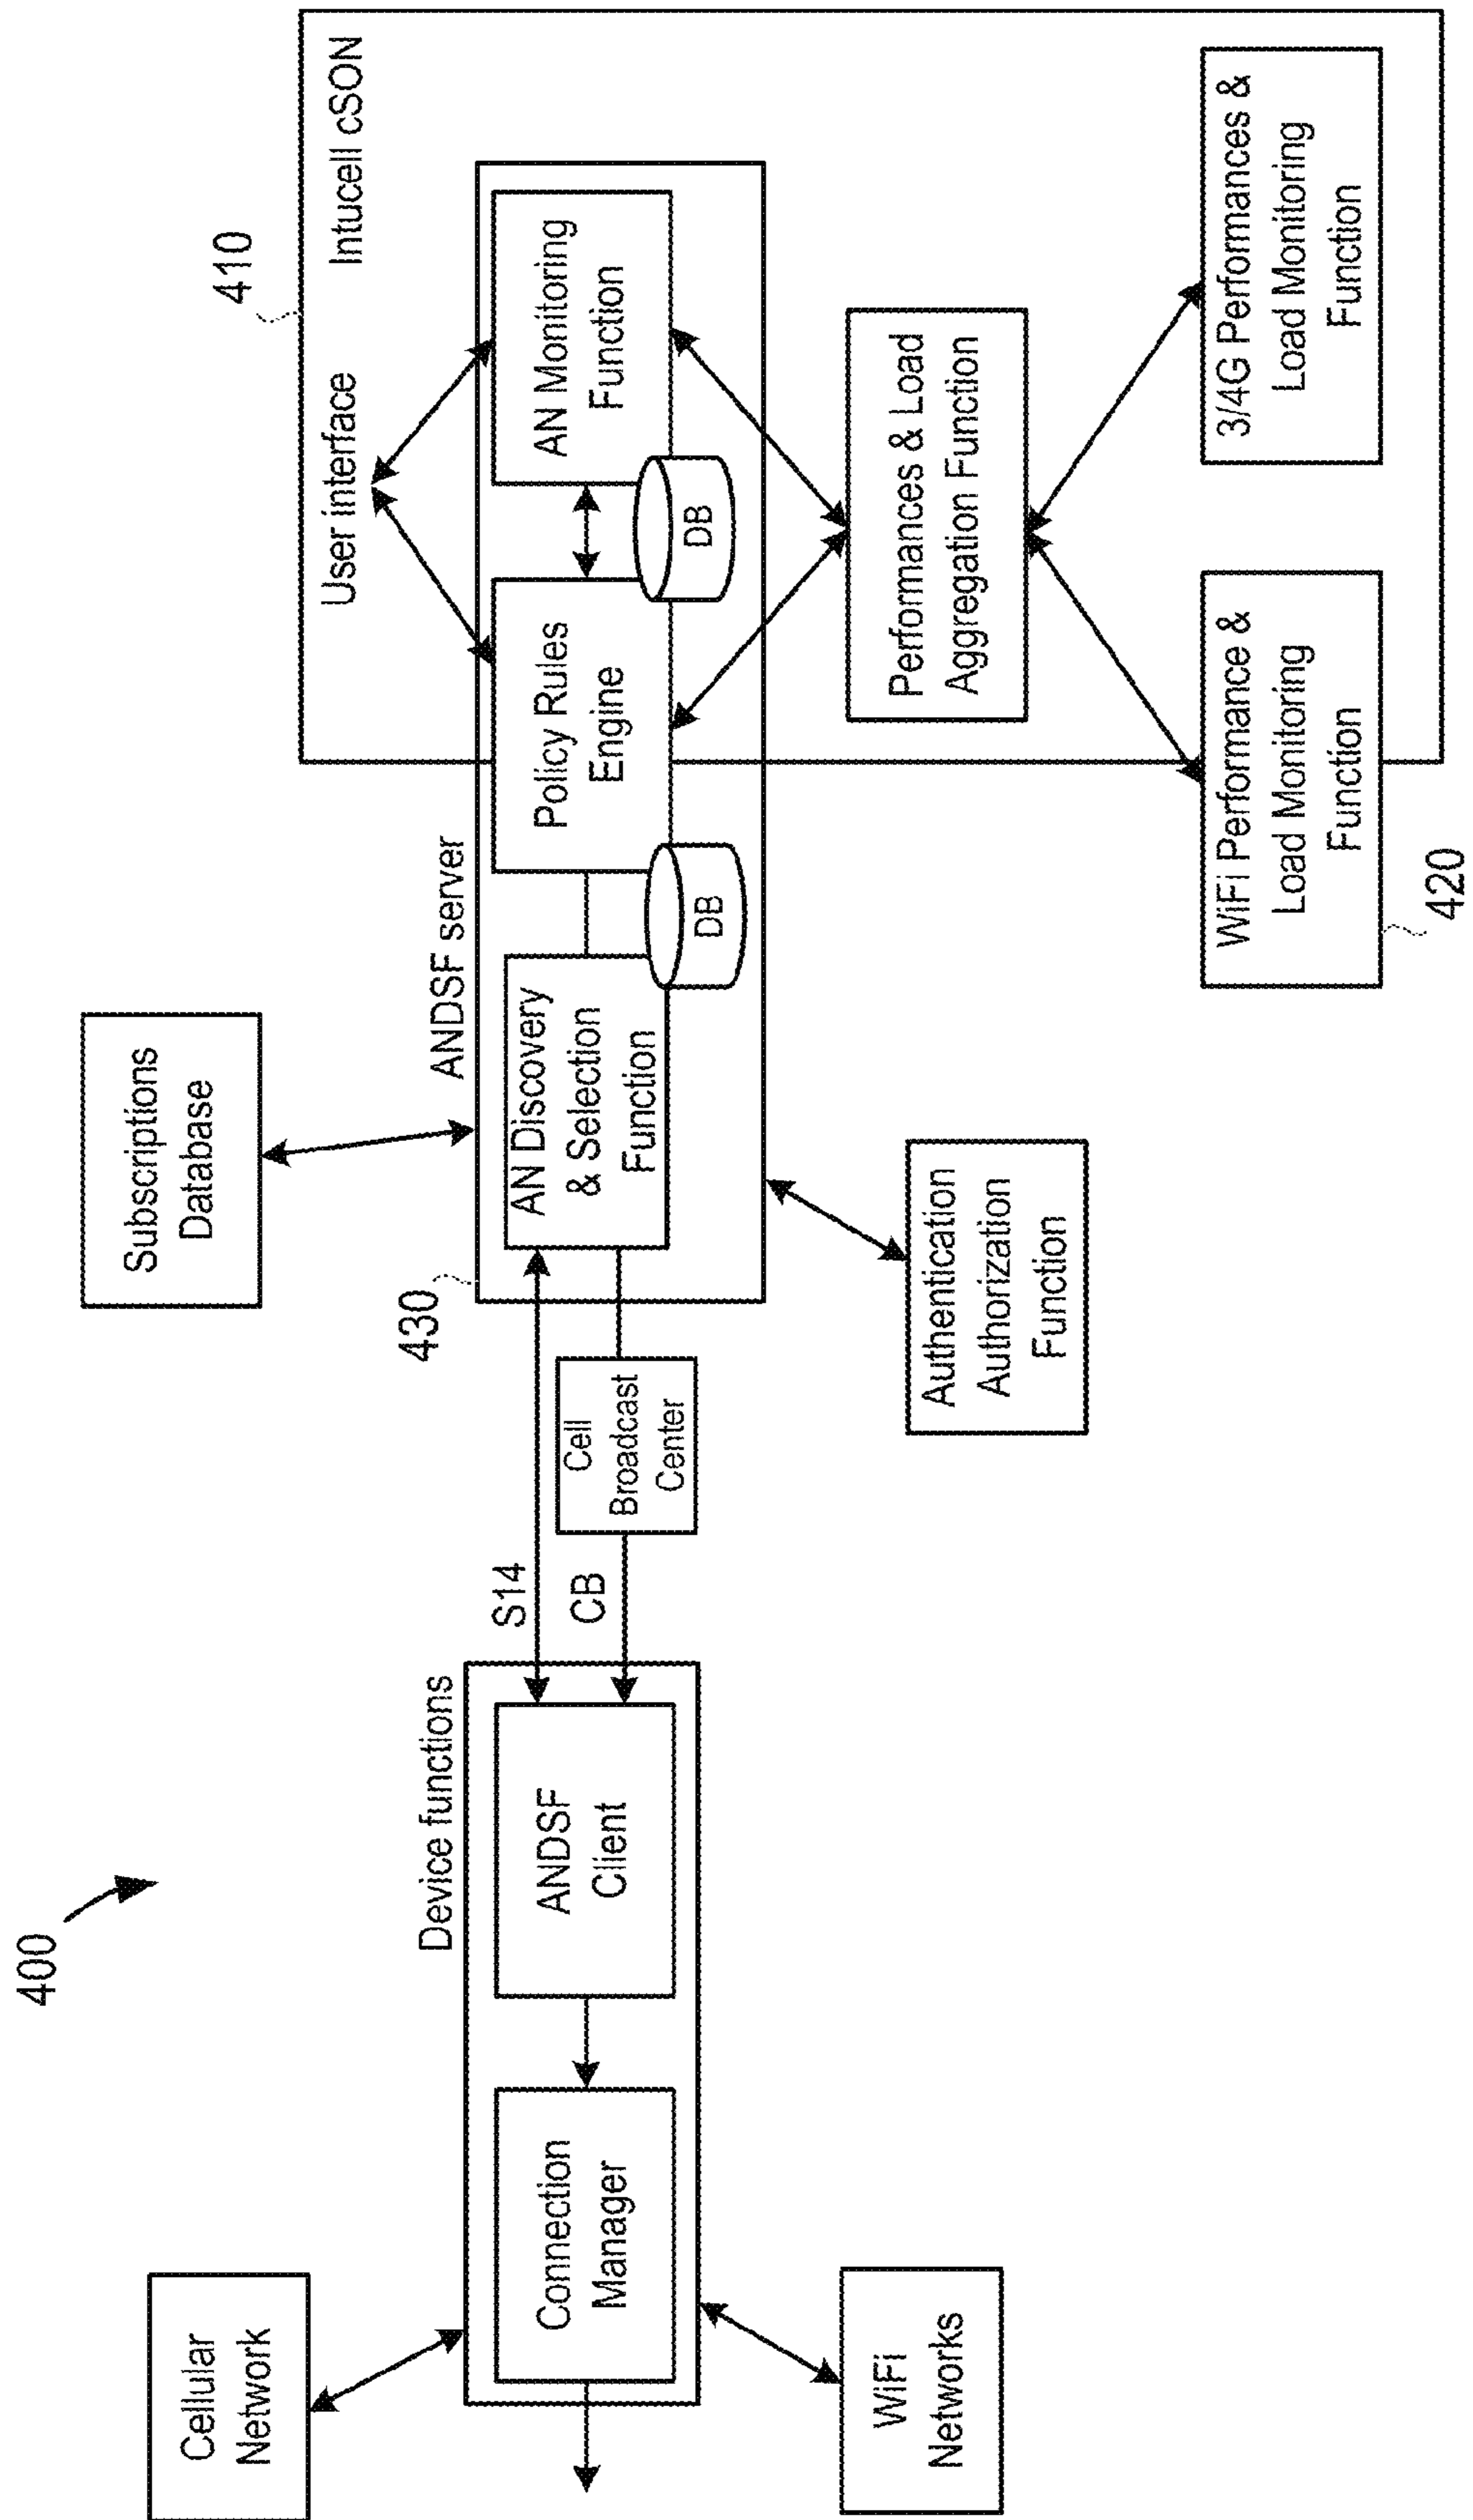 400
Cellular
Network
WiFi
Networks
Device functions
Connection
Manager
ANDSF
Client
S14
CB
Cell
Broadcast
Center
Subscriptions
Database
430
ANDSF server
AN Discovery
& Selection
Function
DB
Authentication
Authorization
Function
410
Intucell cSON
User interface
Policy Rules
Engine
DB
AN Monitoring
Function
Performances & Load
Aggregation Function
WiFi Performance &
Load Monitoring
Function
420
3/4G Performances &
Load Monitoring
Function